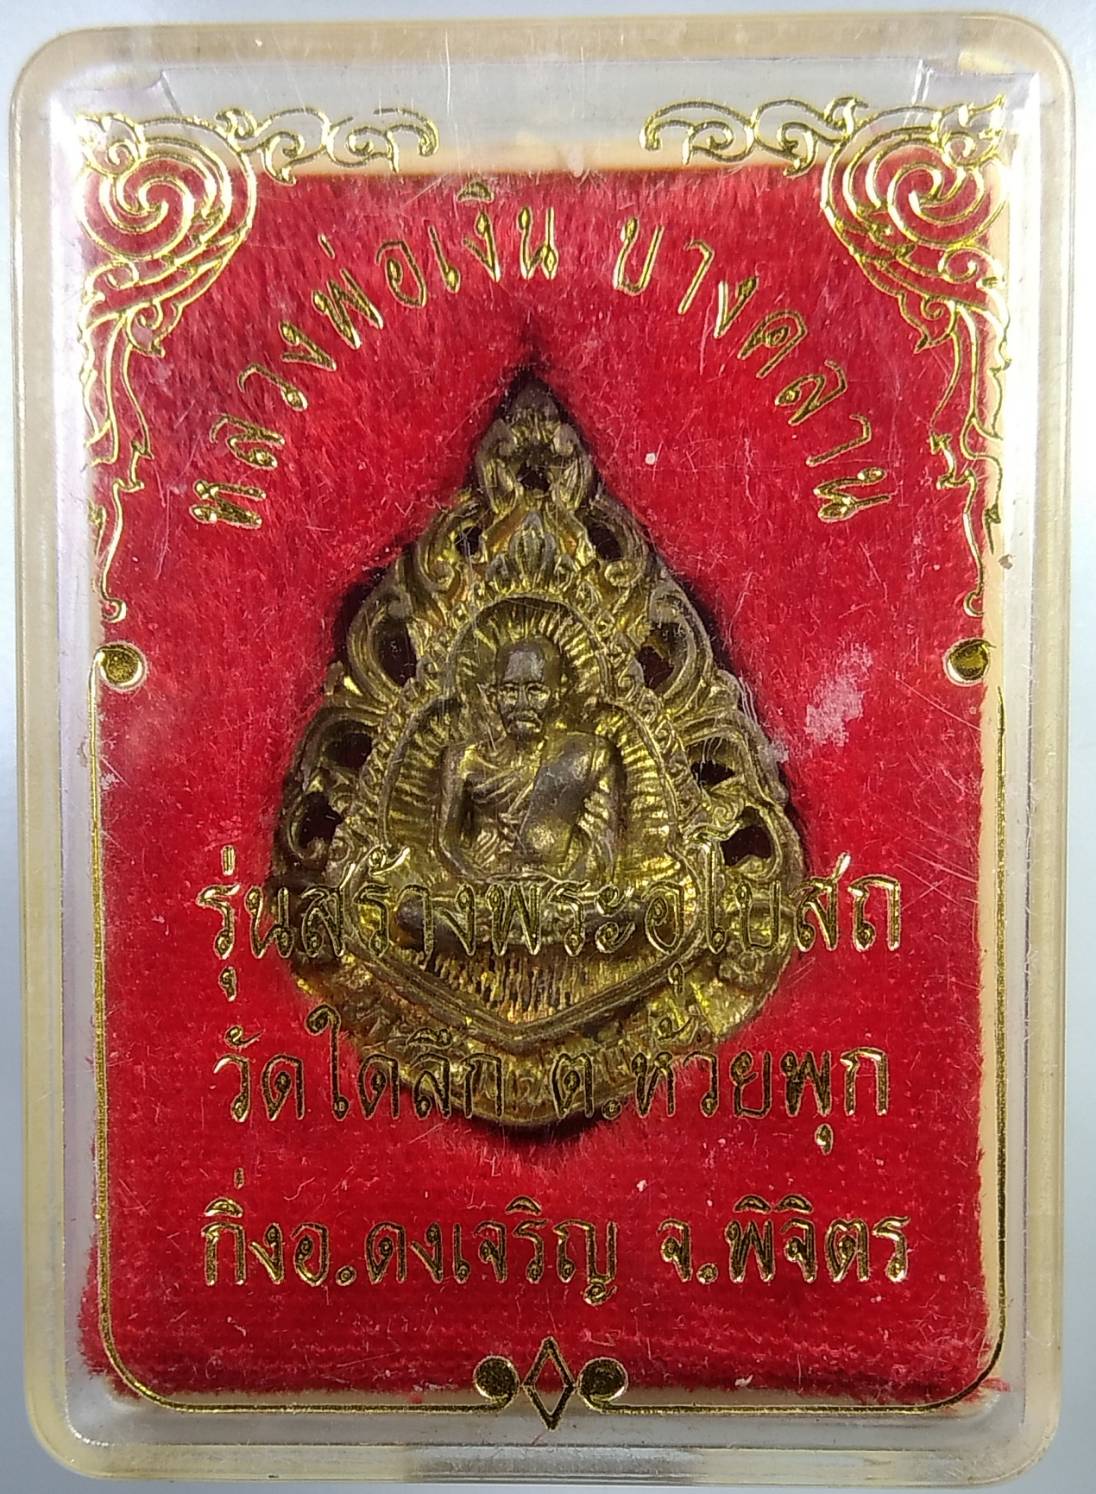 หลวงพ่อเงิน บางคลาน
รุ่นสร้างพระอุโบสถ
วัดใดลึก ต.ห้วยพุก
กิ่งอ.ดงเจริญ จ.พิจิตร